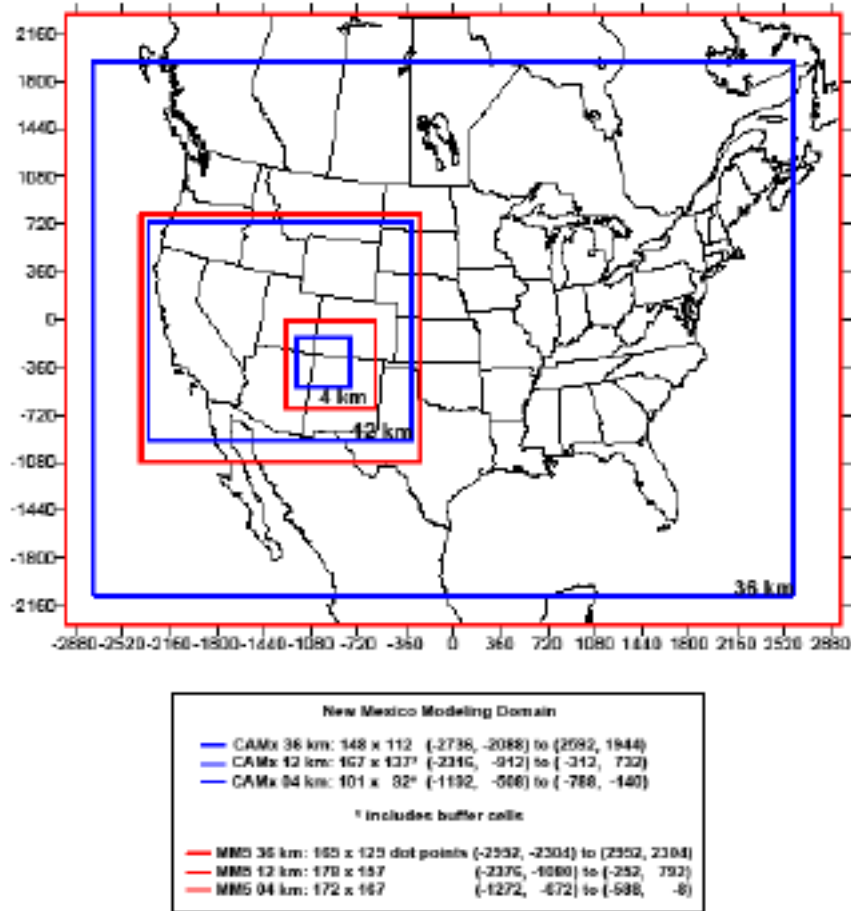 2160
1800
1440
1080
720
360
0
-360
-720
-1080
-1440
-1800
-2160
4 km
12 km
36 km
-2880 -2520 -2160 -1800 -1440 -1080 -720 -360 0 360 720 1080 1440 1800 2160 2520 2880
New Mexico Modeling Domain
CAMx 36 km: 148 x 112 (-2736, -2088) to (2592, 1944)
CAMx 12 km: 167 x 137* (-2316, -912) to (-312, 732)
CAMx 04 km: 101 x 92* (-1192, -508) to (-788, -140)
* includes buffer cells
MM5 36 km: 165 x 129 dot points (-2952, -2304) to (2952, 2304)
MM5 12 km: 178 x 157 (-2376, -1080) to (-252, 792)
MM5 04 km: 172 x 167 (-1272, -672) to (-588, -8)